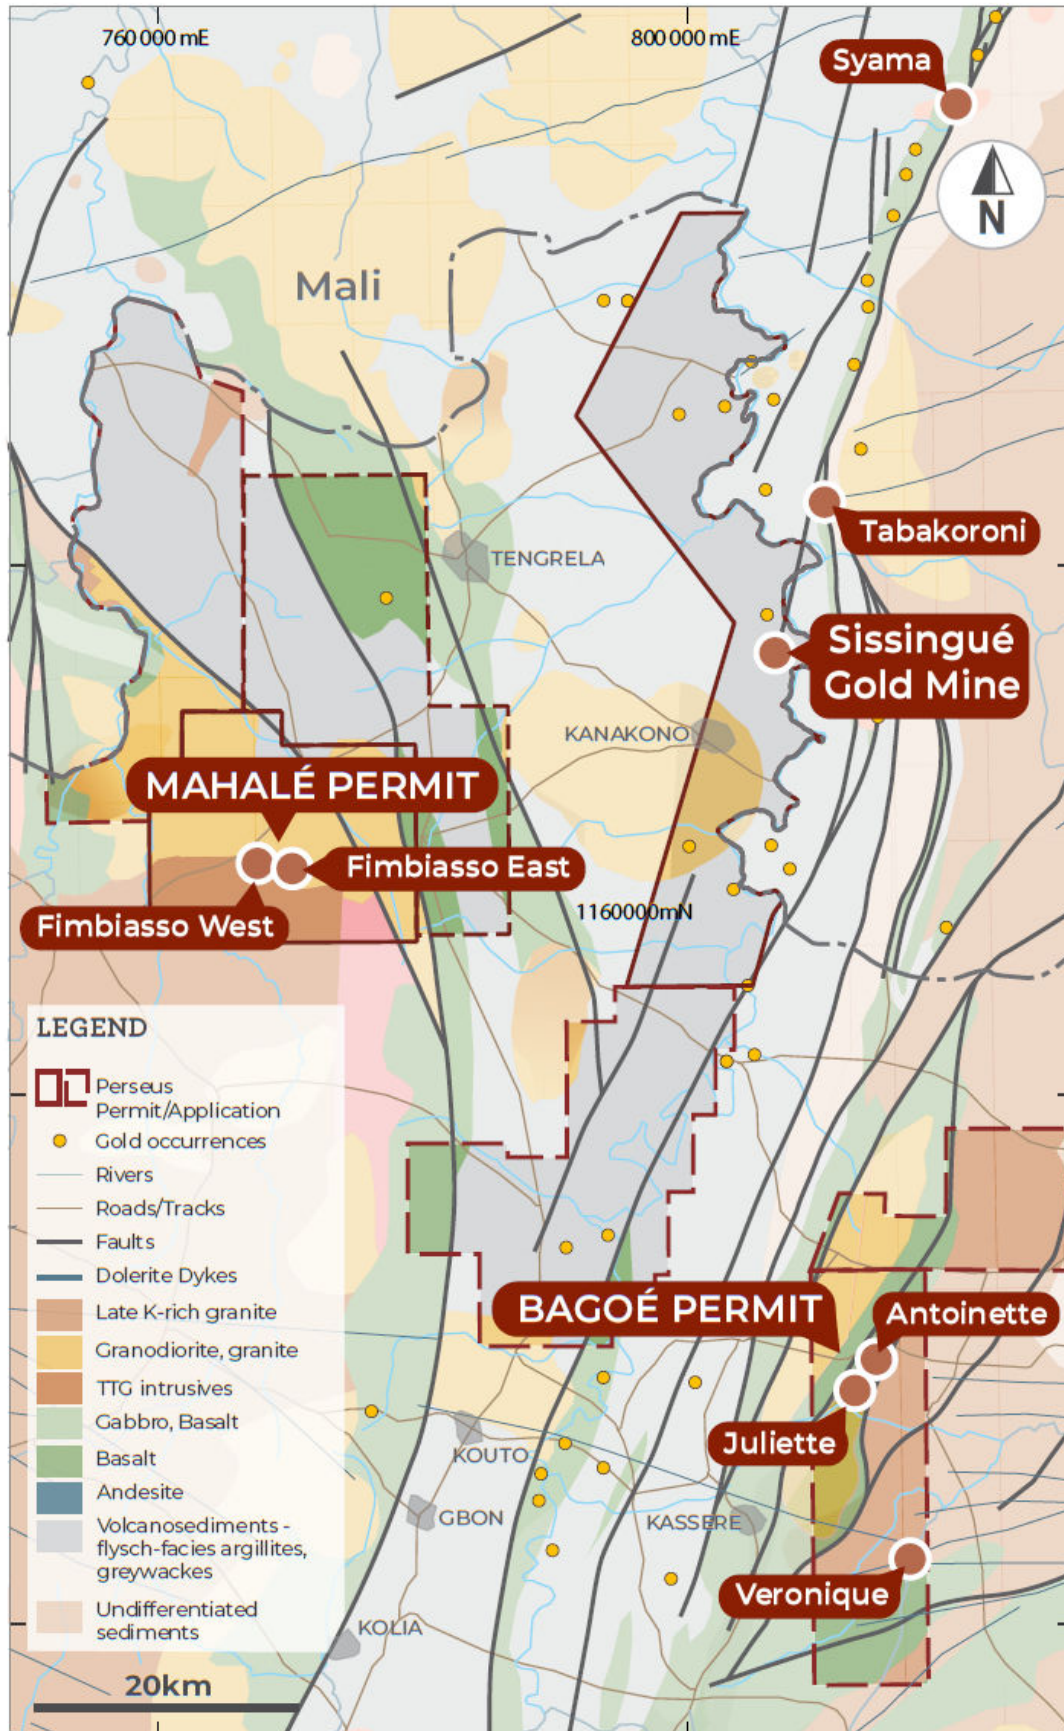 760 000 mE
800 000 mE
Syama
N
Mali
Tabakoroni
TENGRELA
Sissingué
Gold Mine
KANAKONO
MAHALÉ PERMIT
Fimbiasso East
Fimbiasso West
1160000mN
LEGEND
Perseus
Permit/Application
Gold occurrences
Rivers
Roads/Tracks
Faults
Dolerite Dykes
Late K-rich granite
Granodiorite, granite
TTG intrusives
Gabbro, Basalt
Basalt
Andesite
Volcanosediments -
flysch-facies argillites,
greywackes
Undifferentiated
sediments
20km
BAGOÉ PERMIT
Antoinette
Juliette
KOUTO
GBON
KASSERE
Veronique
KOLIA